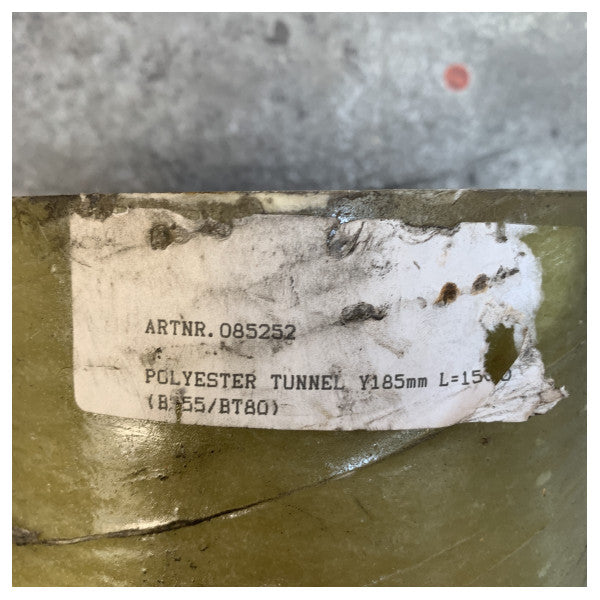 ARTNR. 085252
POLYESTER TUNNEL Y185mm